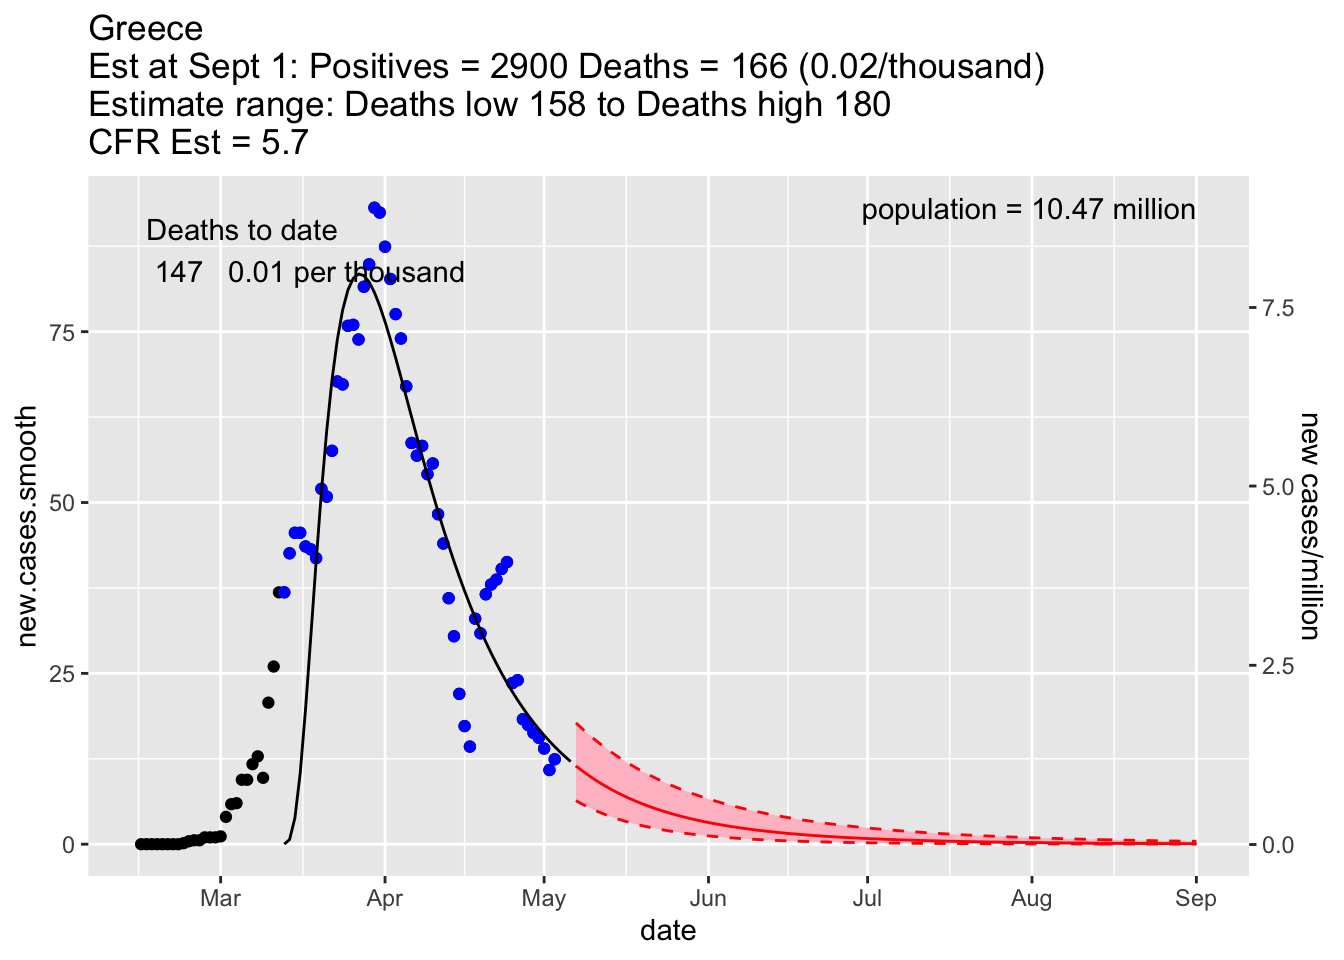 Greece
Est at Sept 1: Positives = 2900 Deaths = 166 (0.02/thousand)
Estimate range: Deaths low 158 to Deaths high 180
CFR Est = 5.7
Deaths to date
147 0.01 per thousand
population = 10.47 million
75
50
25
0
new.cases.smooth
7.5
5.0
2.5
0.0
new cases/million
Mar Apr May Jun Jul Aug Sep
date